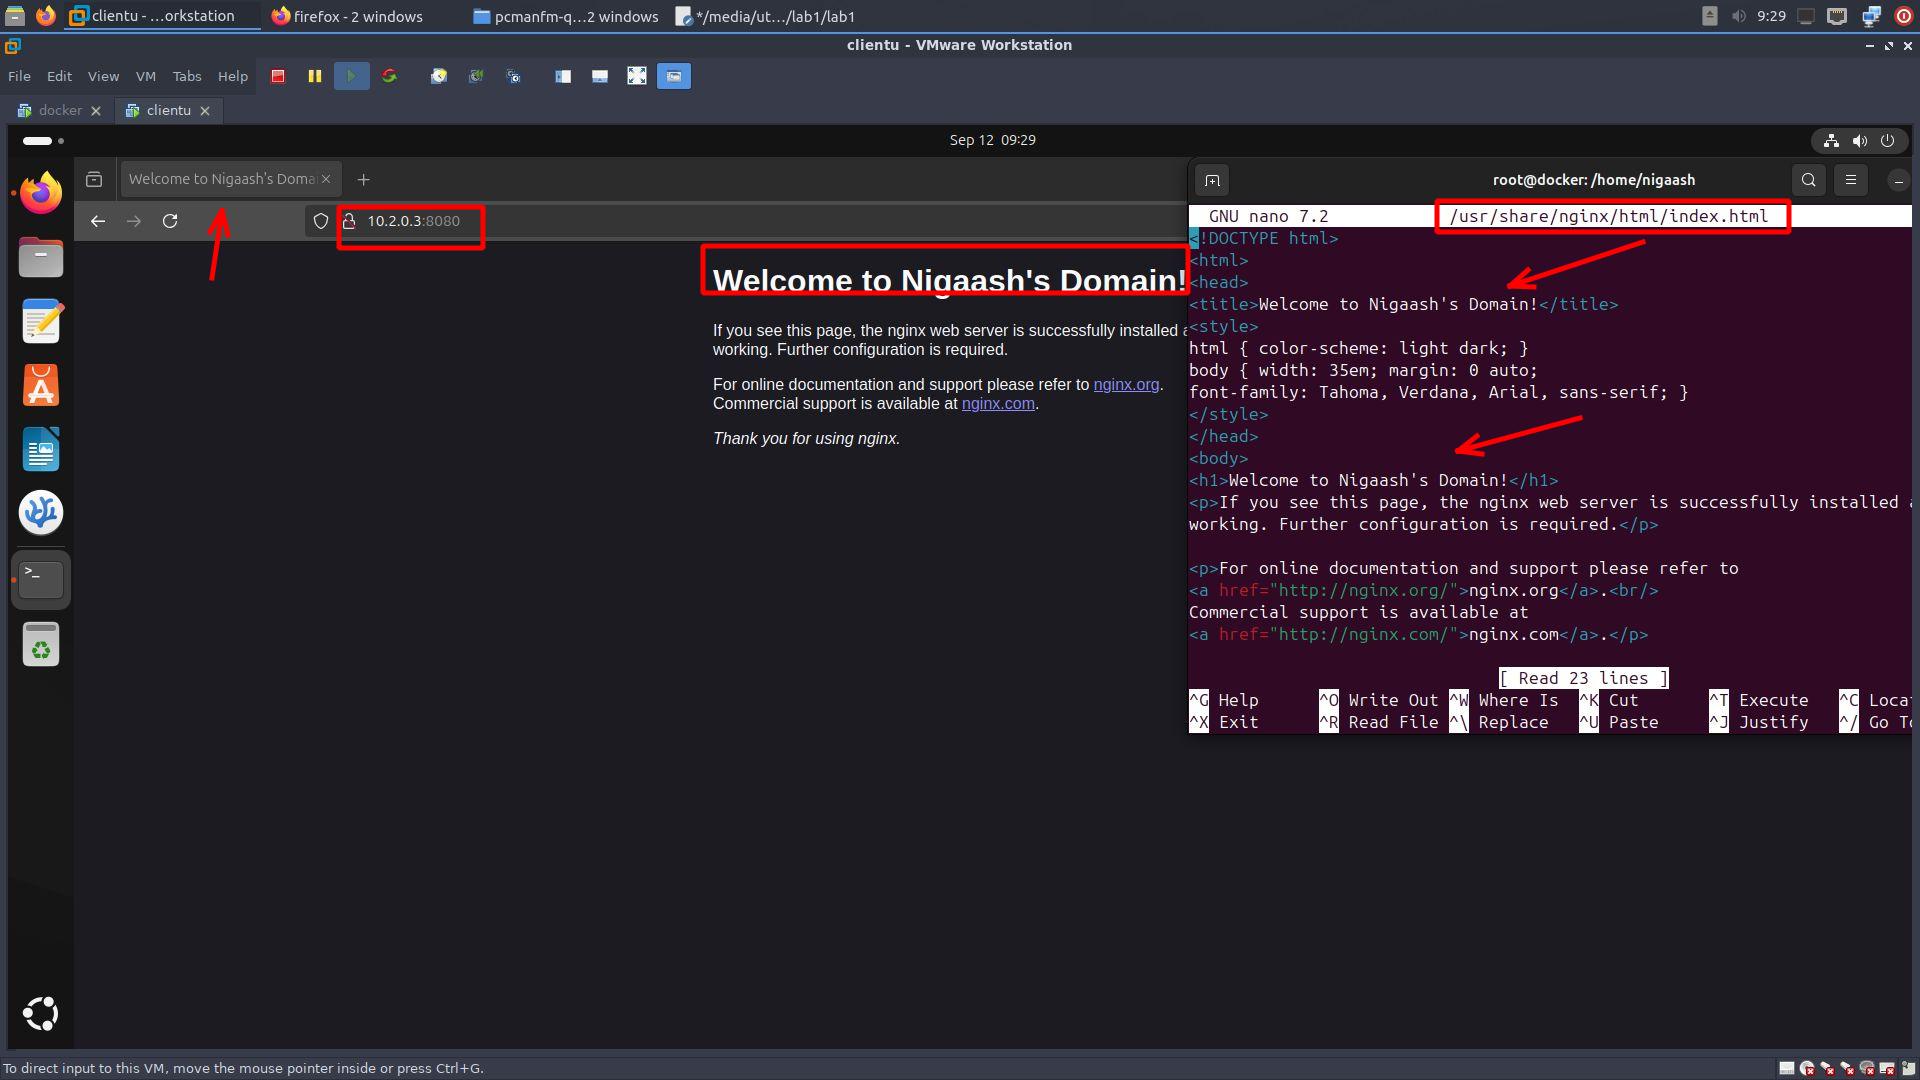 clientu - ...orkstation
firefox - 2 windows
pcmanfm-q...2 windows
*/media/ut.../lab1/lab1
9:29
clientu - VMware Workstation
File Edit View VM Tabs Help
docker
clientu
Sep 12 09:29
Welcome to Nigaash's Domai
10.2.0.3:8080
Welcome to Nigaash's Domain!
If you see this page, the nginx web server is successfully installed a
working. Further configuration is required.
For online documentation and support please refer to nginx.org.
Commercial support is available at nginx.com.
Thank you for using nginx.
root@docker: /home/nigaash
GNU nano 7.2 /usr/share/nginx/html/index.html
<!DOCTYPE html>
<html>
<head>
<title>Welcome to Nigaash's Domain!</title>
<style>
html { color-scheme: light dark; }
body { width: 35em; margin: 0 auto;
font-family: Tahoma, Verdana, Arial, sans-serif; }
</style>
</head>
<body>
<h1>Welcome to Nigaash's Domain!</h1>
<p>If you see this page, the nginx web server is successfully installed a
working. Further configuration is required.</p>
<p>For online documentation and support please refer to
<a href="http://nginx.org/">nginx.org</a>.<br/>
Commercial support is available at
<a href="http://nginx.com/">nginx.com</a>.</p>
[ Read 23 lines ]
^G Help ^O Write Out ^W Where Is ^K Cut ^T Execute ^C Locat
^X Exit ^R Read File ^\ Replace ^U Paste ^J Justify ^/ Go To
To direct input to this VM, move the mouse pointer inside or press Ctrl+G.